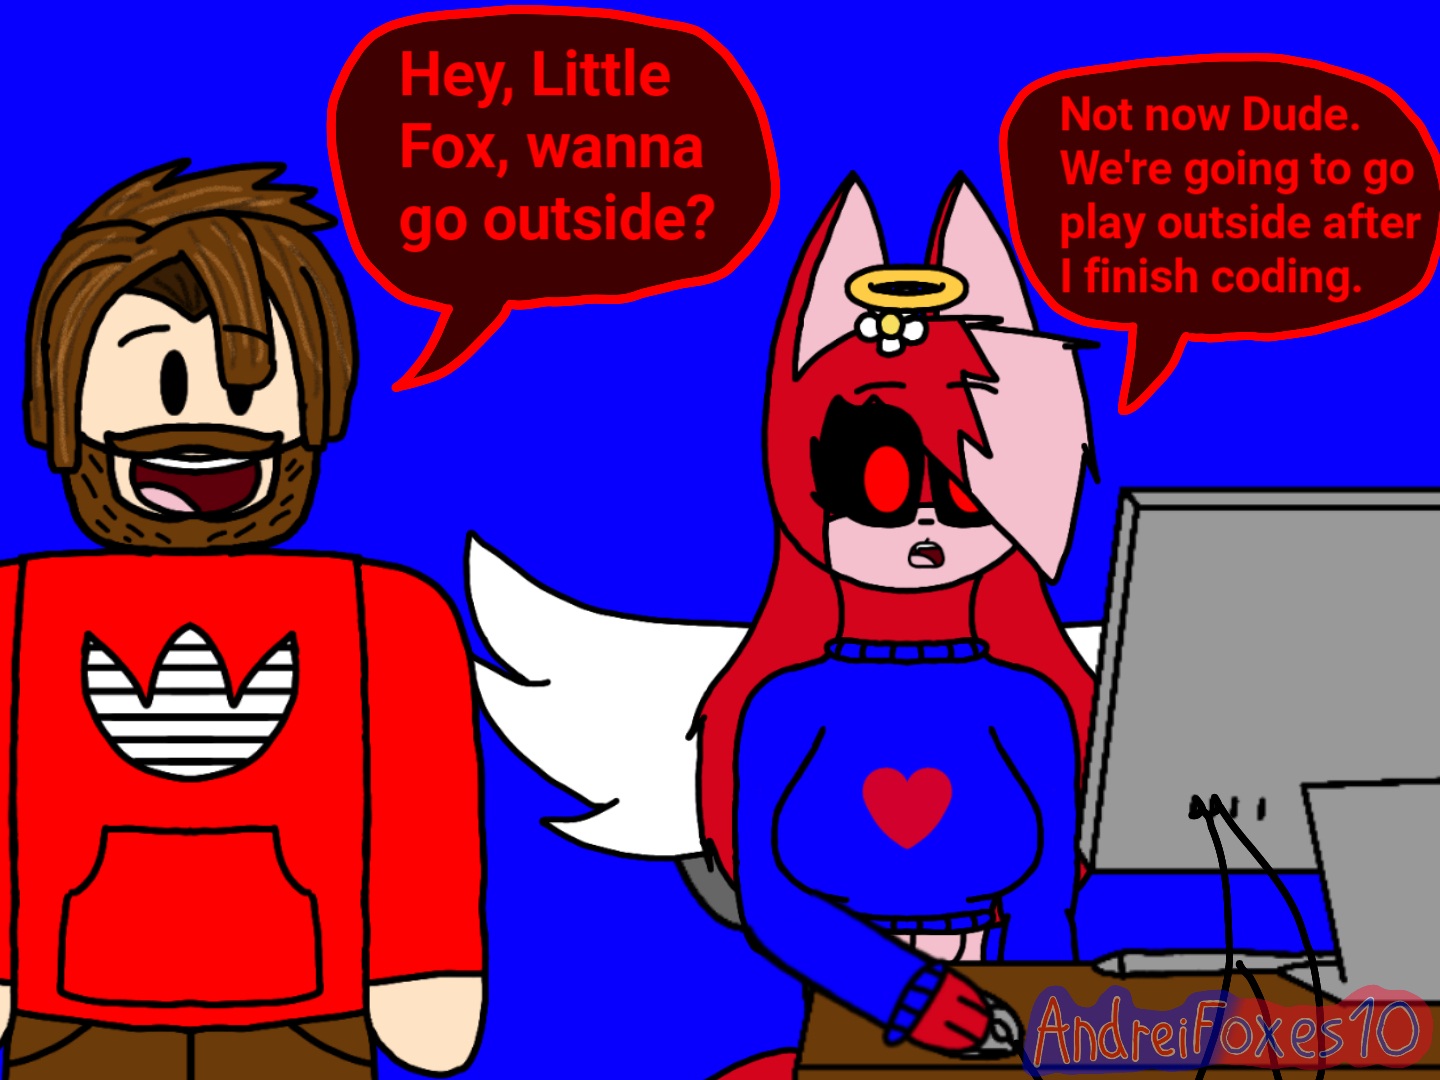 Hey, Little
Fox, wanna
go outside?
Not now Dude.
We're going to go
play outside after
I finish coding.
AndreiFoxes10